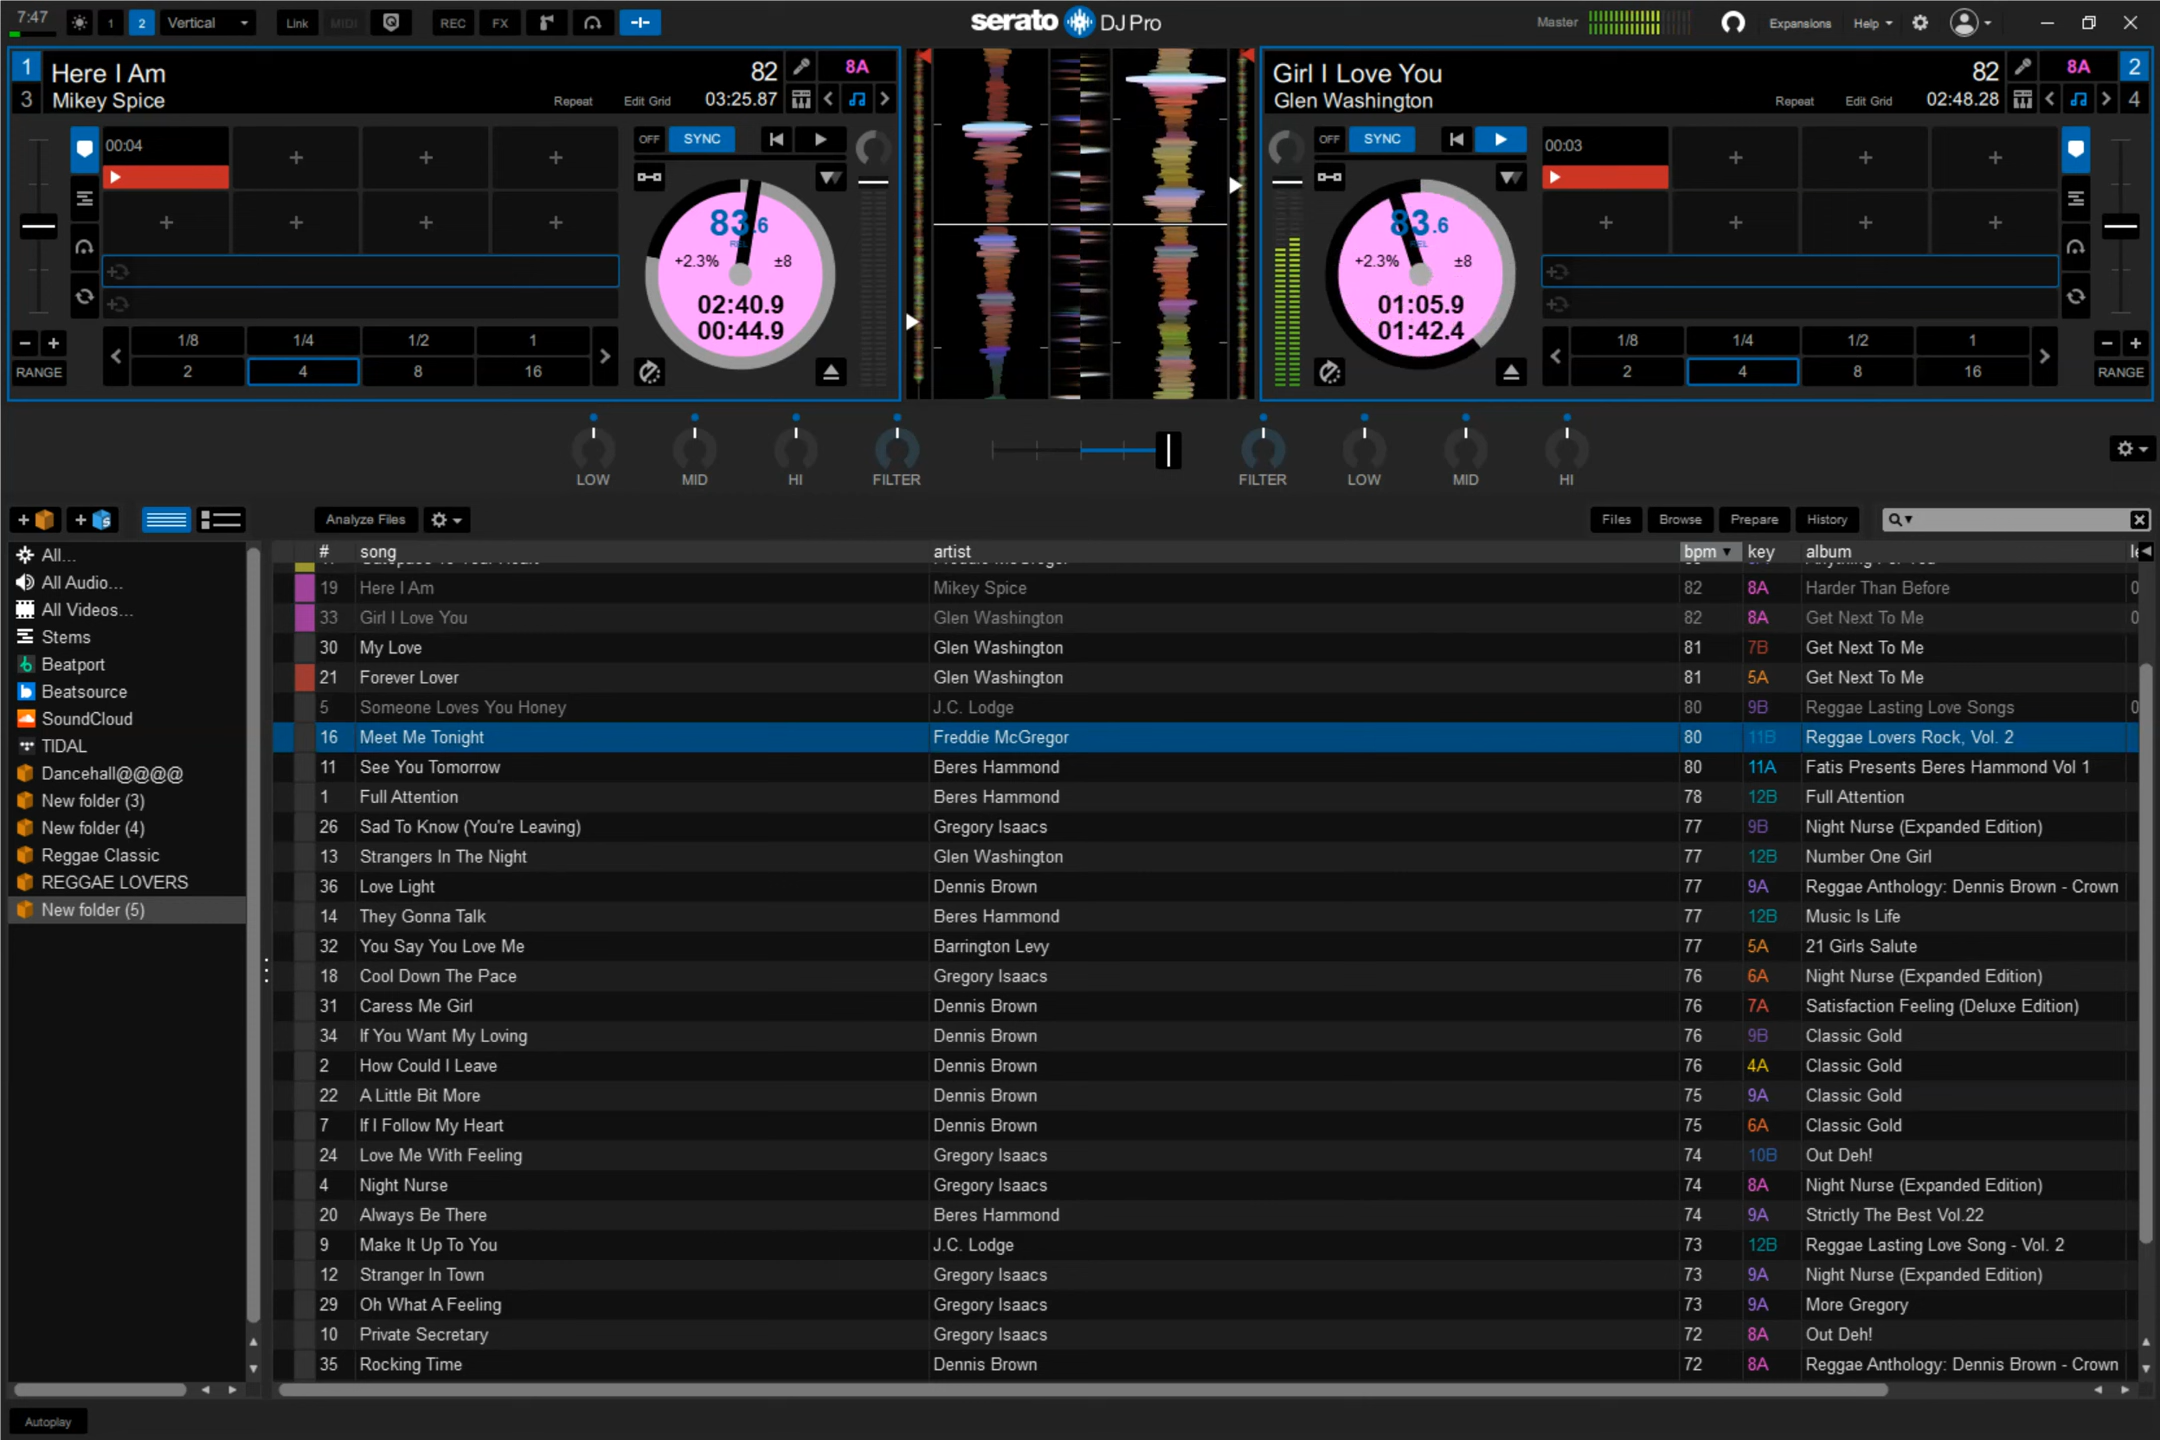 7:47 1 2 Vertical Link MIDI REC FX serato DJ Pro Master Expansions Help
1 Here I Am 82 8A
3 Mikey Spice Repeat Edit Grid 03:25.87
Girl I Love You 82 8A 2
Glen Washington Repeat Edit Grid 02:48.28 4
00:04 OFF SYNC
83.6
REL
+2.3% ±8
02:40.9
00:44.9
1/8 1/4 1/2 1
RANGE 2 4 8 16
OFF SYNC 00:03
83.6
REL
+2.3% ±8
01:05.9
01:42.4
1/8 1/4 1/2 1
2 4 8 16 RANGE
LOW MID HI FILTER FILTER LOW MID HI
Analyze Files Files Browse Prepare History
All...
All Audio...
All Videos...
Stems
Beatport
Beatsource
SoundCloud
TIDAL
Dancehall@@@@
New folder (3)
New folder (4)
Reggae Classic
REGGAE LOVERS
New folder (5)
# song artist bpm key album
19 Here I Am Mikey Spice 82 8A Harder Than Before 0
33 Girl I Love You Glen Washington 82 8A Get Next To Me 0
30 My Love Glen Washington 81 7B Get Next To Me
21 Forever Lover Glen Washington 81 5A Get Next To Me
5 Someone Loves You Honey J.C. Lodge 80 9B Reggae Lasting Love Songs 0
16 Meet Me Tonight Freddie McGregor 80 11B Reggae Lovers Rock, Vol. 2
11 See You Tomorrow Beres Hammond 80 11A Fatis Presents Beres Hammond Vol 1
1 Full Attention Beres Hammond 78 12B Full Attention
26 Sad To Know (You're Leaving) Gregory Isaacs 77 9B Night Nurse (Expanded Edition)
13 Strangers In The Night Glen Washington 77 12B Number One Girl
36 Love Light Dennis Brown 77 9A Reggae Anthology: Dennis Brown - Crown
14 They Gonna Talk Beres Hammond 77 12B Music Is Life
32 You Say You Love Me Barrington Levy 77 5A 21 Girls Salute
18 Cool Down The Pace Gregory Isaacs 76 6A Night Nurse (Expanded Edition)
31 Caress Me Girl Dennis Brown 76 7A Satisfaction Feeling (Deluxe Edition)
34 If You Want My Loving Dennis Brown 76 9B Classic Gold
2 How Could I Leave Dennis Brown 76 4A Classic Gold
22 A Little Bit More Dennis Brown 75 9A Classic Gold
7 If I Follow My Heart Dennis Brown 75 6A Classic Gold
24 Love Me With Feeling Gregory Isaacs 74 10B Out Deh!
4 Night Nurse Gregory Isaacs 74 8A Night Nurse (Expanded Edition)
20 Always Be There Beres Hammond 74 9A Strictly The Best Vol.22
9 Make It Up To You J.C. Lodge 73 12B Reggae Lasting Love Song - Vol. 2
12 Stranger In Town Gregory Isaacs 73 9A Night Nurse (Expanded Edition)
29 Oh What A Feeling Gregory Isaacs 73 9A More Gregory
10 Private Secretary Gregory Isaacs 72 8A Out Deh!
35 Rocking Time Dennis Brown 72 8A Reggae Anthology: Dennis Brown - Crown
Autoplay